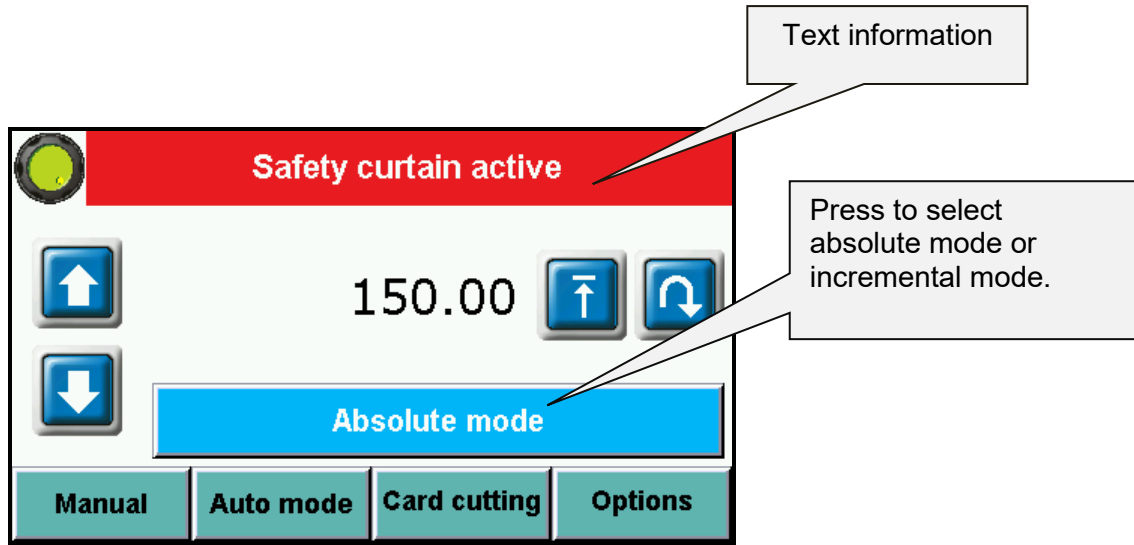 Text information
Safety curtain active
Press to select
absolute mode or
incremental mode.
150.00
Absolute mode
Manual
Auto mode
Card cutting
Options